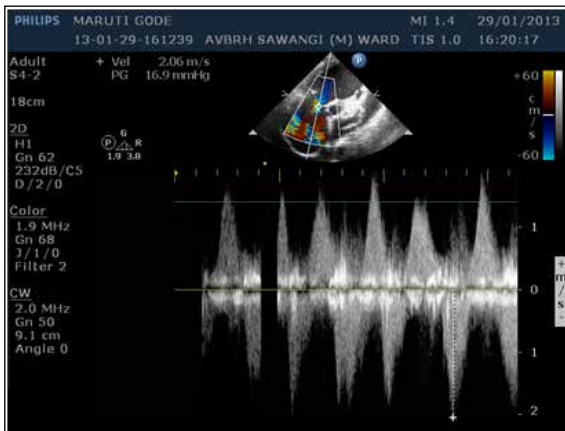 PHILIPS MARUTI GODE MI 1.4 29/01/2013
13-01-29-161239 AVBRH SAWANGI (M) WARD TIS 1.0 16:20:17
Adult + Vel 2.06 m/s
S4-2 PG 16.9 mmHg
18cm
2D
HI
Gn 62
232dB/C5
D/2/0
P G R
1.9 3.8
Color
1.9 MHz
Gn 68
J/1/0
Filter 2
CW
2.0 MHz
Gn 50
9.1 cm
Angle 0
P
+60
c
m
/
s
-60
1
0
1
2
+
m
/
s
-